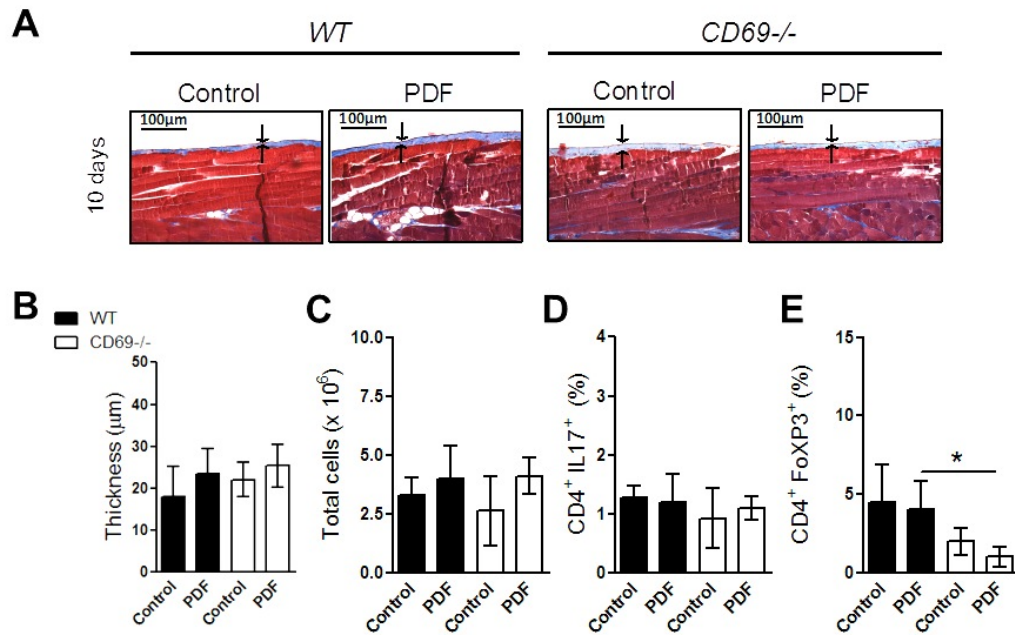 A
WT
CD69-/-
Control
PDF
Control
PDF
100µm
100µm
100µm
100µm
10 days
B
WT
CD69-/-
Thickness (µm)
50
40
30
20
10
0
Control
PDF
Control
PDF
C
Total cells (x 10⁶)
10.0
7.5
5.0
2.5
0.0
Control
PDF
Control
PDF
D
CD4⁺ IL17⁺ (%)
4
3
2
1
0
Control
PDF
Control
PDF
E
CD4⁺ FoXP3⁺ (%)
15
10
5
0
*
Control
PDF
Control
PDF